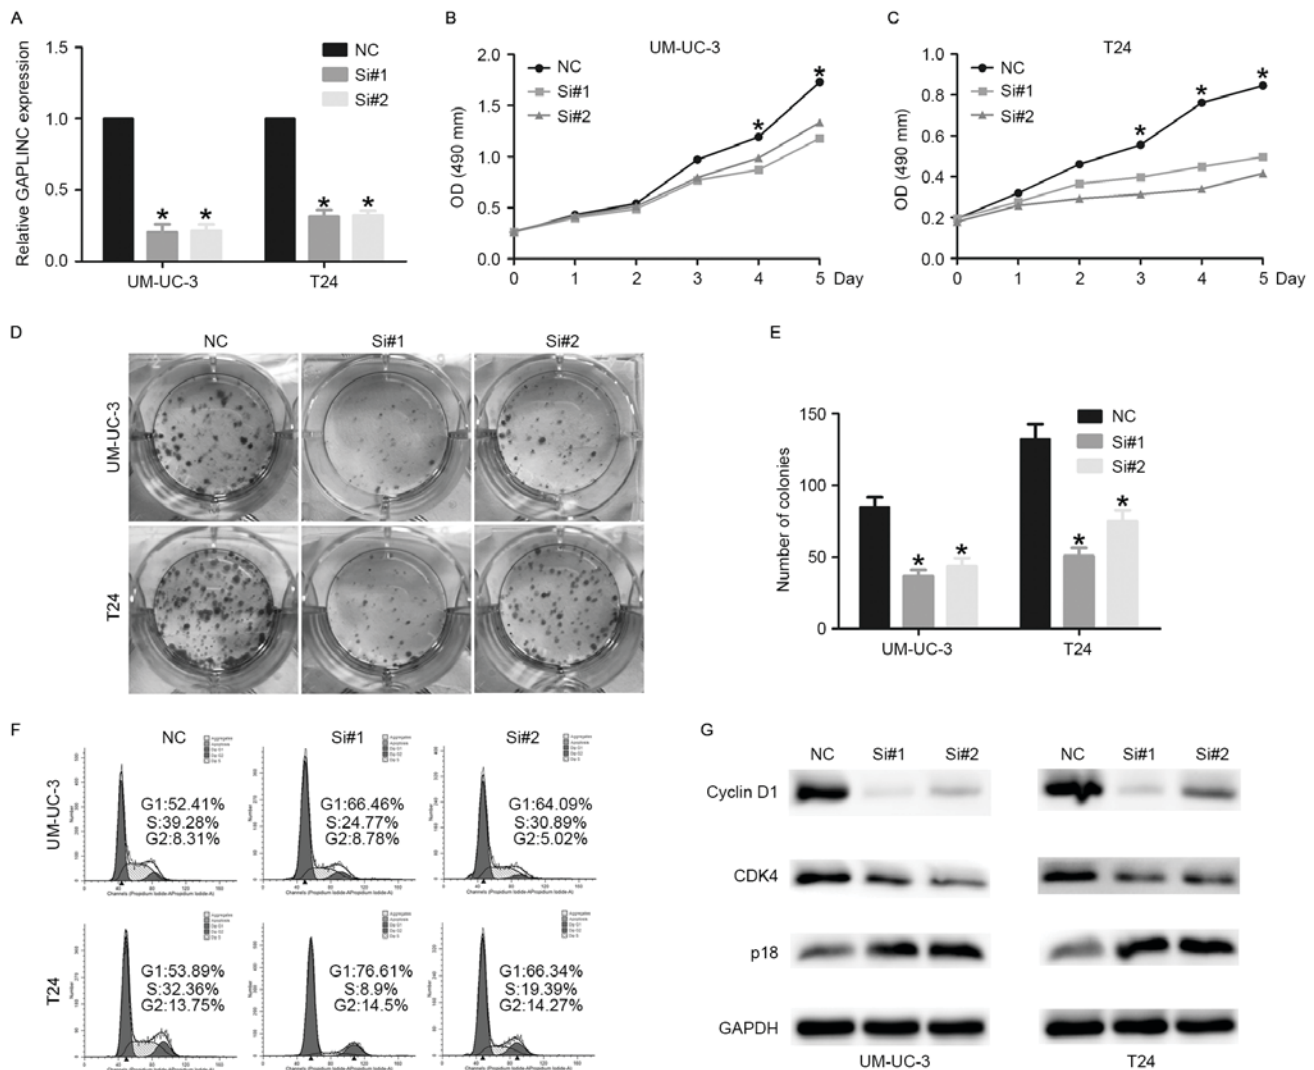 A
Relative GAPLINC expression
1.5
1.0
0.5
0.0
NC
Si#1
Si#2
UM-UC-3
T24
B
UM-UC-3
OD (490 mm)
2.0
1.5
1.0
0.5
0.0
NC
Si#1
Si#2
0 1 2 3 4 5 Day
C
T24
OD (490 mm)
1.0
0.8
0.6
0.4
0.2
0.0
NC
Si#1
Si#2
0 1 2 3 4 5 Day
D
NC Si#1 Si#2
UM-UC-3
T24
E
Number of colonies
150
100
50
0
NC
Si#1
Si#2
UM-UC-3
T24
F
NC Si#1 Si#2
UM-UC-3
G1:52.41%
S:39.28%
G2:8.31%
G1:66.46%
S:24.77%
G2:8.78%
G1:64.09%
S:30.89%
G2:5.02%
T24
G1:53.89%
S:32.36%
G2:13.75%
G1:76.61%
S:8.9%
G2:14.5%
G1:66.34%
S:19.39%
G2:14.27%
G
NC Si#1 Si#2 NC Si#1 Si#2
Cyclin D1
CDK4
p18
GAPDH
UM-UC-3 T24